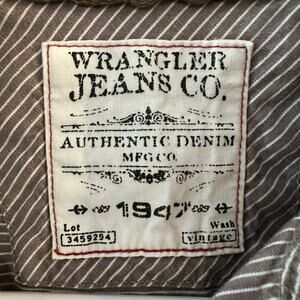 WRANGLER
JEANS CO.
AUTHENTIC DENIM
MFG CO.
1947
Lot Wash
3459294 vintage